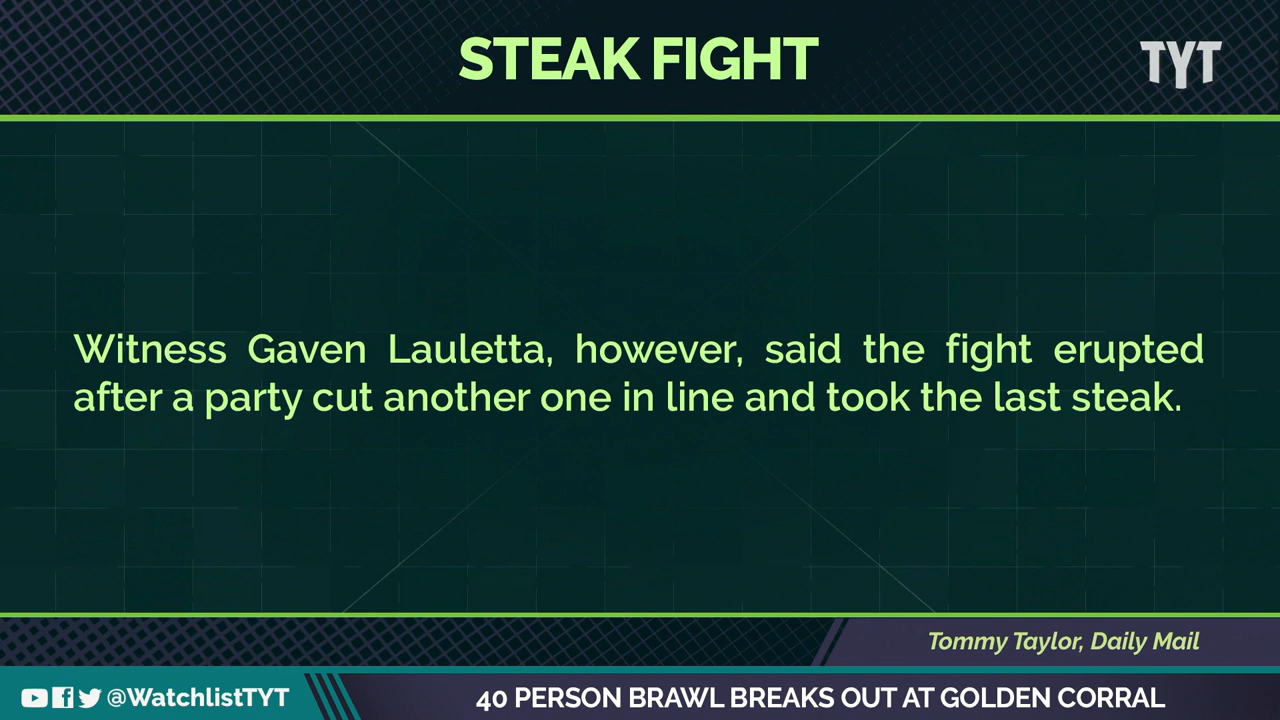 STEAK FIGHT
TYT
Witness Gaven Lauletta, however, said the fight erupted
after a party cut another one in line and took the last steak.
Tommy Taylor, Daily Mail
@WatchlistTYT
40 PERSON BRAWL BREAKS OUT AT GOLDEN CORRAL